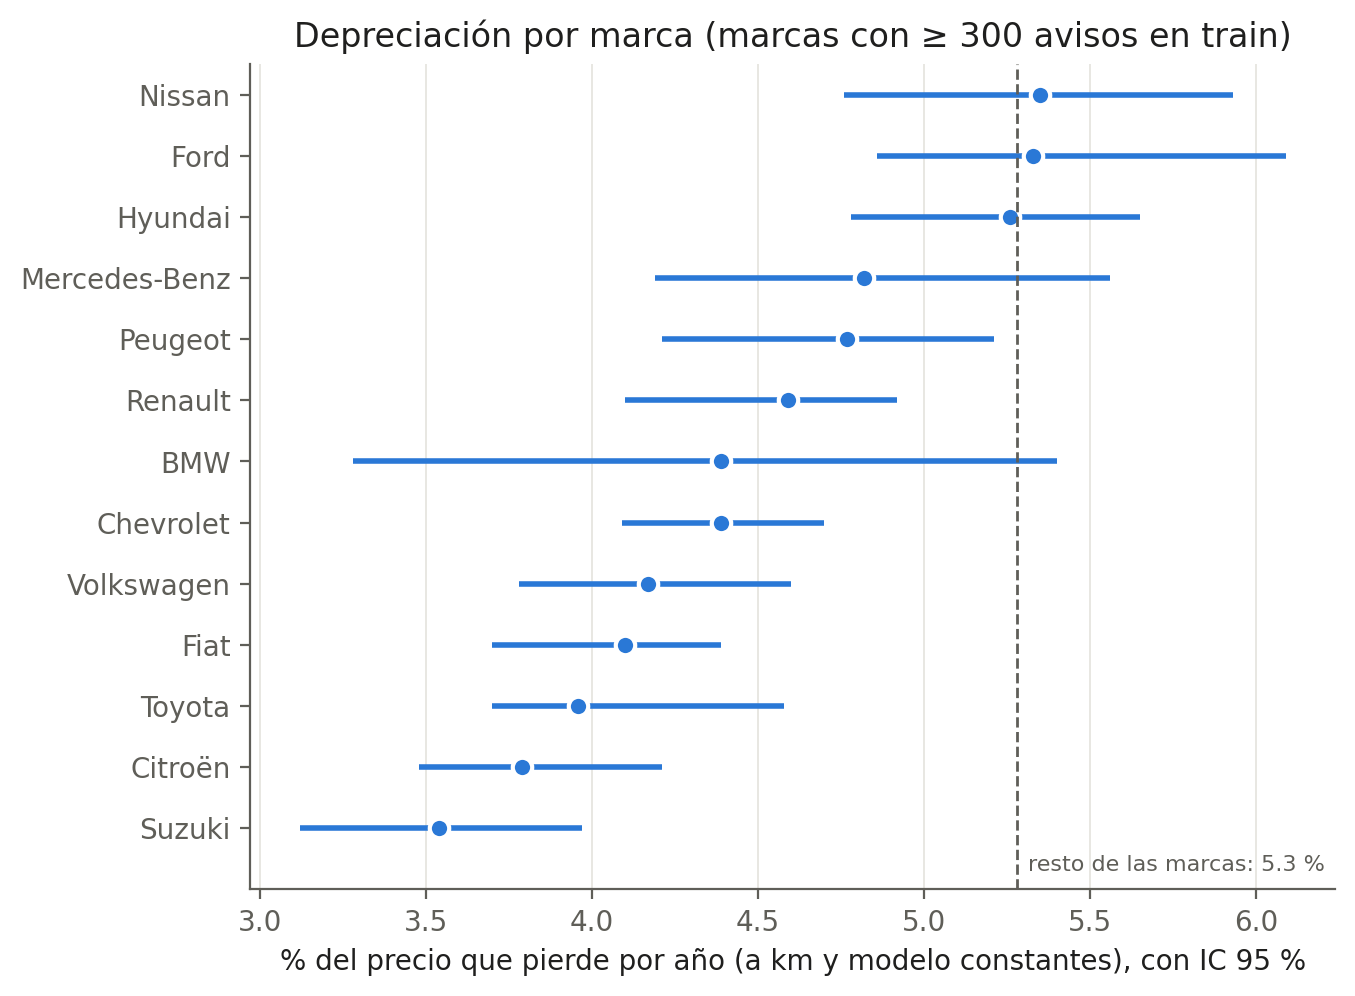 Depreciación por marca (marcas con ≥ 300 avisos en train)
Nissan
Ford
Hyundai
Mercedes-Benz
Peugeot
Renault
BMW
Chevrolet
Volkswagen
Fiat
Toyota
Citroën
Suzuki
resto de las marcas: 5.3 %
3.0 3.5 4.0 4.5 5.0 5.5 6.0
% del precio que pierde por año (a km y modelo constantes), con IC 95 %